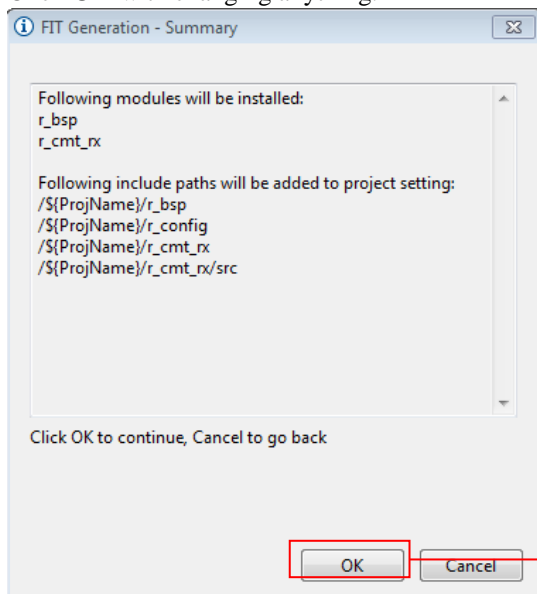 FIT Generation - Summary
Following modules will be installed:
r_bsp
r_cmt_rx
Following include paths will be added to project setting:
/${ProjName}/r_bsp
/${ProjName}/r_config
/${ProjName}/r_cmt_rx
/${ProjName}/r_cmt_rx/src
Click OK to continue, Cancel to go back
OK
Cancel